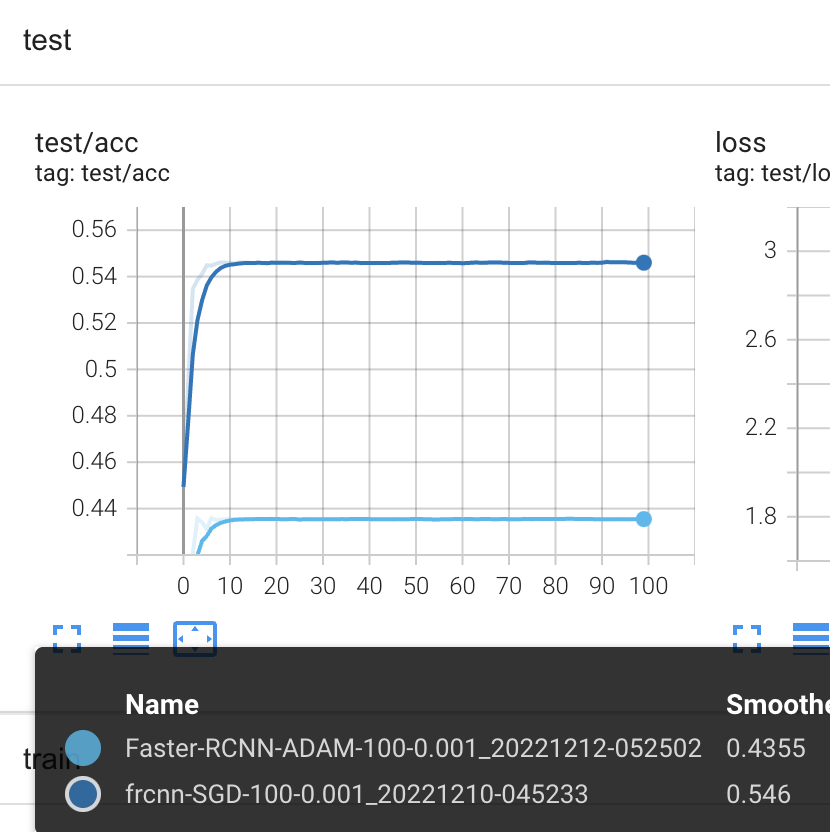 test
test/acc
tag: test/acc
0.56
0.54
0.52
0.5
0.48
0.46
0.44
0 10 20 30 40 50 60 70 80 90 100
loss
tag: test/lo
3
2.6
2.2
1.8
train
Name Smoothe
Faster-RCNN-ADAM-100-0.001_20221212-052502 0.4355
frcnn-SGD-100-0.001_20221210-045233 0.546